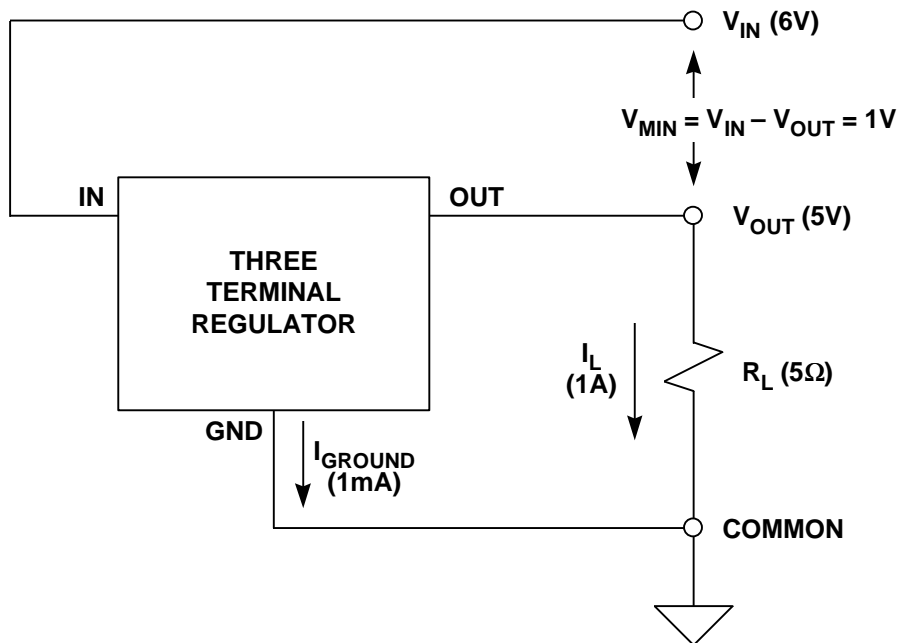 V_IN (6V)
V_MIN = V_IN – V_OUT = 1V
IN
OUT
V_OUT (5V)
THREE
TERMINAL
REGULATOR
I_L
(1A)
R_L (5Ω)
GND
I_GROUND
(1mA)
COMMON